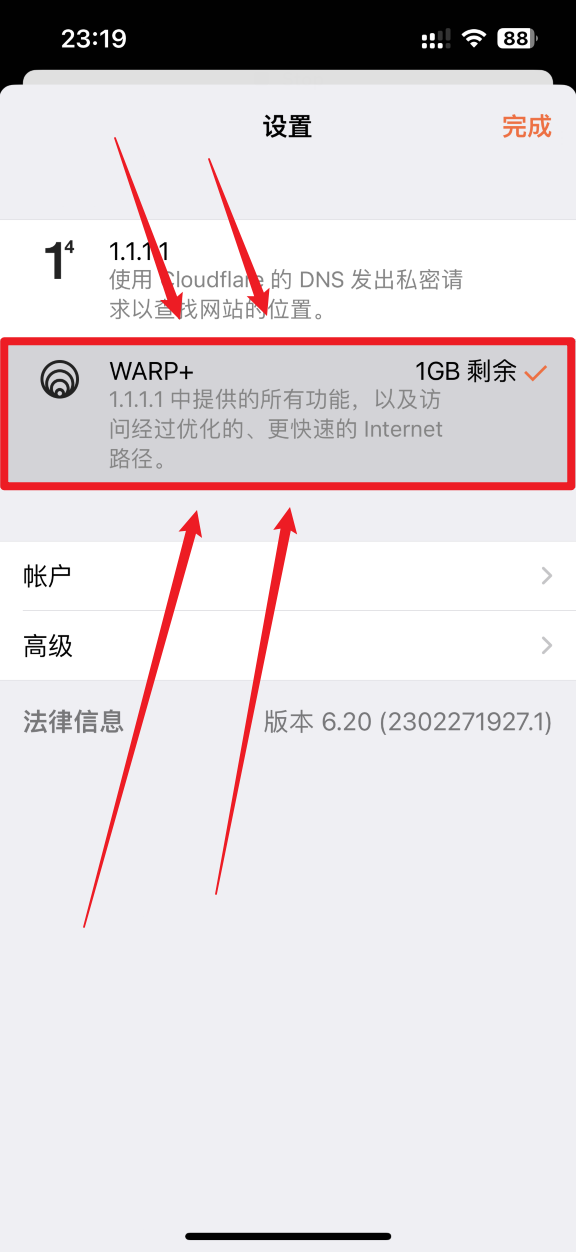 23:19
88
设置
完成
1⁴
1.1.1.1
使用 Cloudflare 的 DNS 发出私密请
求以查找网站的位置。
WARP+ 1GB 剩余
1.1.1.1 中提供的所有功能，以及访
问经过优化的、更快速的 Internet
路径。
帐户
高级
法律信息 版本 6.20 (2302271927.1)